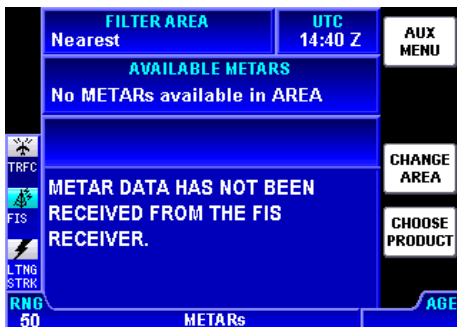 FILTER AREA
Nearest
UTC
14:40 Z
AUX
MENU
AVAILABLE METARS
No METARs available in AREA
TRFC
FIS
LTNG
STRK
METAR DATA HAS NOT BEEN
RECEIVED FROM THE FIS
RECEIVER.
CHANGE
AREA
CHOOSE
PRODUCT
RNG
50
METARs
AGE